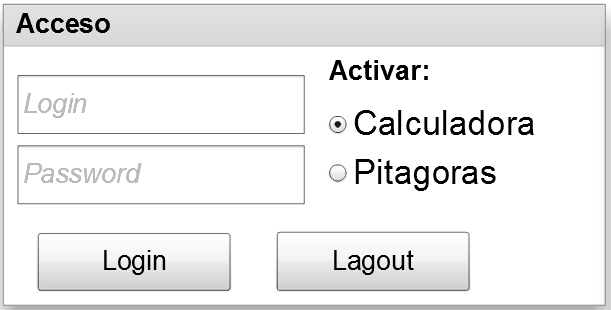 Acceso
Login
Password
Activar:
Calculadora
Pitagoras
Login
Lagout